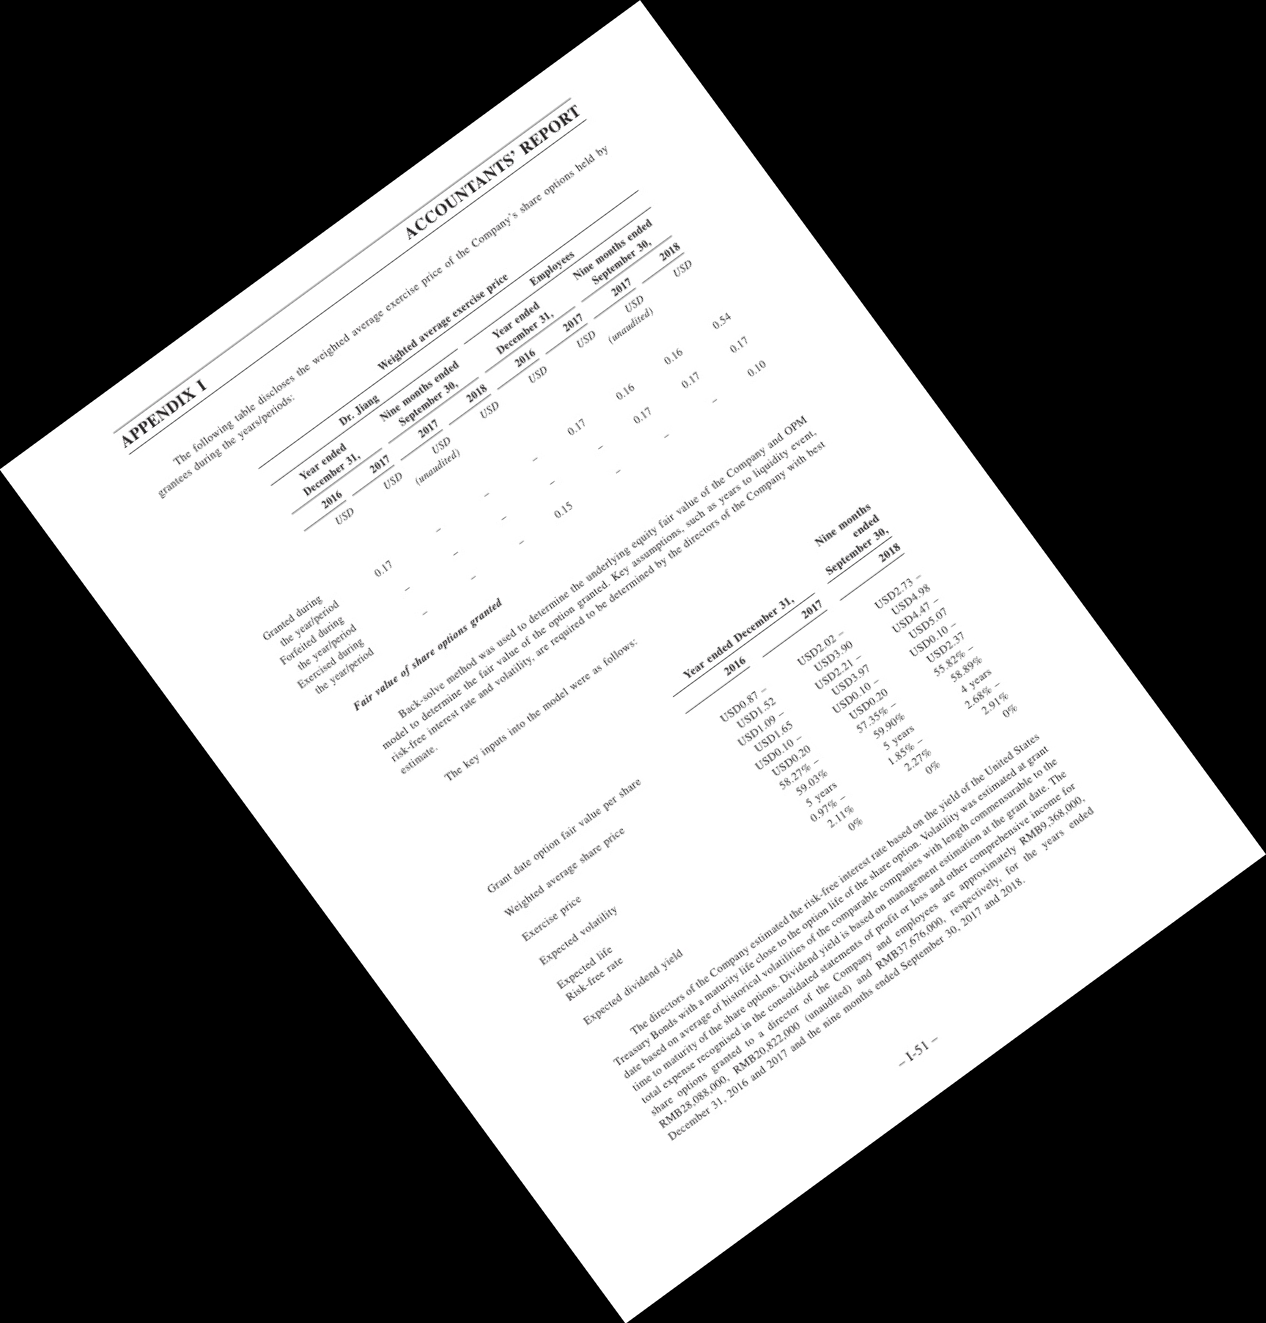 APPENDIX I ACCOUNTANTS’ REPORT
The following table discloses the weighted average exercise price of the Company’s share options held by
grantees during the years/periods:
Weighted average exercise price
Dr. Jiang Employees
Year ended Nine months ended Year ended Nine months ended
December 31, September 30, December 31, September 30,
2016 2017 2017 2018 2016 2017 2017 2018
USD USD USD USD USD USD USD USD
(unaudited) (unaudited)
Granted during
the year/period 0.17 – – – 0.17 0.16 0.16 0.54
Forfeited during
the year/period – – – – – 0.17 0.17 0.17
Exercised during
the year/period – – – 0.15 – – – 0.10
Fair value of share options granted
Back-solve method was used to determine the underlying equity fair value of the Company and OPM
model to determine the fair value of the option granted. Key assumptions, such as years to liquidity event,
risk-free interest rate and volatility, are required to be determined by the directors of the Company with best
estimate.
The key inputs into the model were as follows:
Nine months
ended
Year ended December 31, September 30,
2016 2017 2018
Grant date option fair value per share USD0.87 – USD2.02 – USD2.73 –
USD1.52 USD3.90 USD4.98
Weighted average share price USD1.09 – USD2.21 – USD4.47 –
USD1.65 USD3.97 USD5.07
Exercise price USD0.10 – USD0.10 – USD0.10 –
USD0.20 USD0.20 USD2.37
Expected volatility 58.27% – 57.35% – 55.82% –
59.03% 59.90% 58.89%
Expected life 5 years 5 years 4 years
Risk-free rate 0.97% – 1.85% – 2.68% –
2.11% 2.27% 2.91%
Expected dividend yield 0% 0% 0%
The directors of the Company estimated the risk-free interest rate based on the yield of the United States
Treasury Bonds with a maturity life close to the option life of the share option. Volatility was estimated at grant
date based on average of historical volatilities of the comparable companies with length commensurable to the
time to maturity of the share options. Dividend yield is based on management estimation at the grant date. The
total expense recognised in the consolidated statements of profit or loss and other comprehensive income for
share options granted to a director of the Company and employees are approximately RMB9,368,000,
RMB28,088,000, RMB20,822,000 (unaudited) and RMB37,676,000, respectively, for the years ended
December 31, 2016 and 2017 and the nine months ended September 30, 2017 and 2018.
– I-51 –